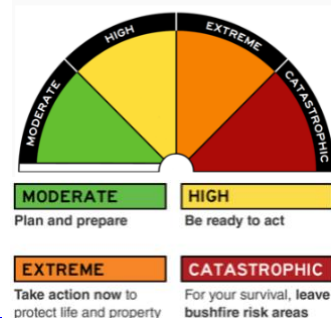 MODERATE
HIGH
EXTREME
CATASTROPHIC
MODERATE
Plan and prepare
HIGH
Be ready to act
EXTREME
Take action now to
protect life and property
CATASTROPHIC
For your survival, leave
bushfire risk areas